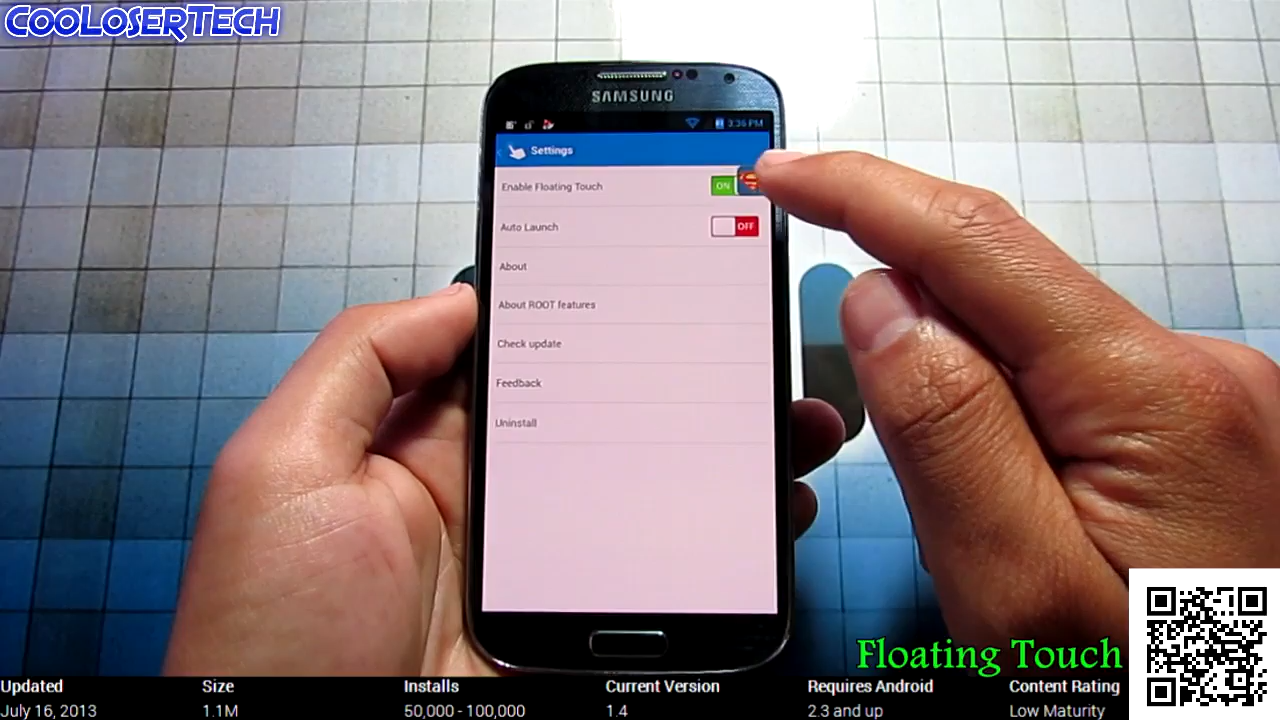 CooLoserTech
SAMSUNG
3:36 PM
Settings
Enable Floating Touch
ON
Auto Launch
OFF
About
About ROOT features
Check update
Feedback
Uninstall
Floating Touch
Updated Size Installs Current Version Requires Android Content Rating
July 16, 2013 1.1M 50,000 - 100,000 1.4 2.3 and up Low Maturity